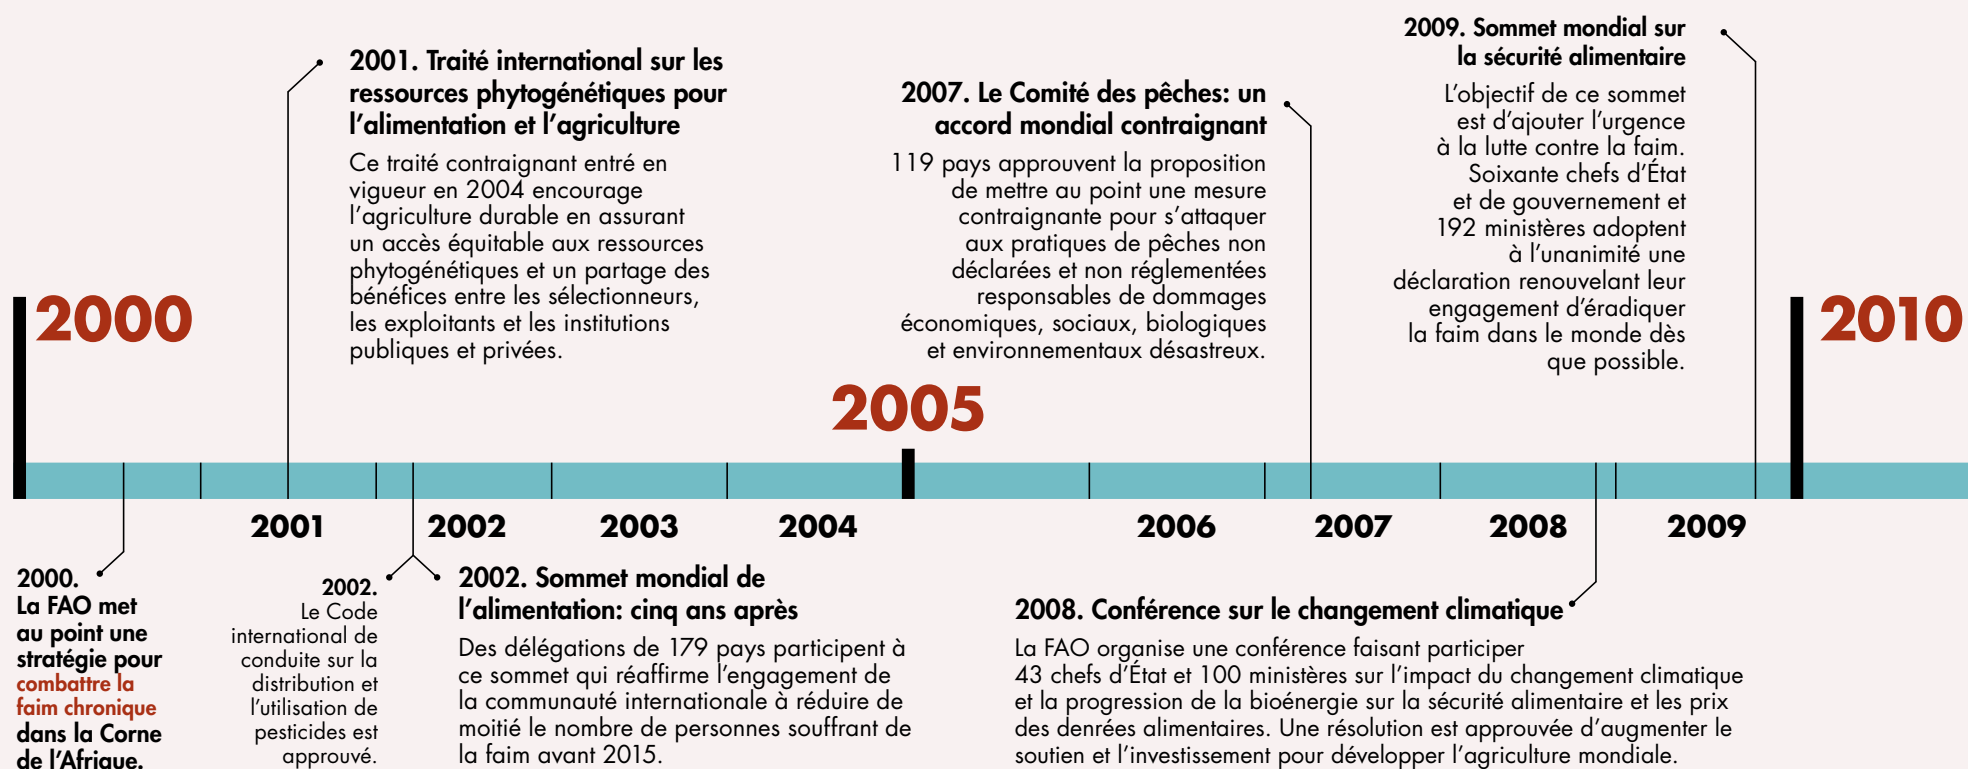 2001. Traité international sur les
ressources phytogénétiques pour
l’alimentation et l’agriculture
Ce traité contraignant entré en
vigueur en 2004 encourage
l’agriculture durable en assurant
un accès équitable aux ressources
phytogénétiques et un partage des
bénéfices entre les sélectionneurs,
les exploitants et les institutions
publiques et privées.
2007. Le Comité des pêches: un
accord mondial contraignant
119 pays approuvent la proposition
de mettre au point une mesure
contraignante pour s’attaquer
aux pratiques de pêches non
déclarées et non réglementées
responsables de dommages
économiques, sociaux, biologiques
et environnementaux désastreux.
2009. Sommet mondial sur
la sécurité alimentaire
L’objectif de ce sommet
est d’ajouter l’urgence
à la lutte contre la faim.
Soixante chefs d’État
et de gouvernement et
192 ministères adoptent
à l’unanimité une
déclaration renouvelant leur
engagement d’éradiquer
la faim dans le monde dès
que possible.
2000
2005
2010
2001
2002
2003
2004
2006
2007
2008
2009
2000.
La FAO met
au point une
stratégie pour
combattre la
faim chronique
dans la Corne
de l’Afrique.
2002.
Le Code
international de
conduite sur la
distribution et
l’utilisation de
pesticides est
approuvé.
2002. Sommet mondial de
l’alimentation: cinq ans après
Des délégations de 179 pays participent à
ce sommet qui réaffirme l’engagement de
la communauté internationale à réduire de
moitié le nombre de personnes souffrant de
la faim avant 2015.
2008. Conférence sur le changement climatique
La FAO organise une conférence faisant participer
43 chefs d’État et 100 ministères sur l’impact du changement climatique
et la progression de la bioénergie sur la sécurité alimentaire et les prix
des denrées alimentaires. Une résolution est approuvée d’augmenter le
soutien et l’investissement pour développer l’agriculture mondiale.